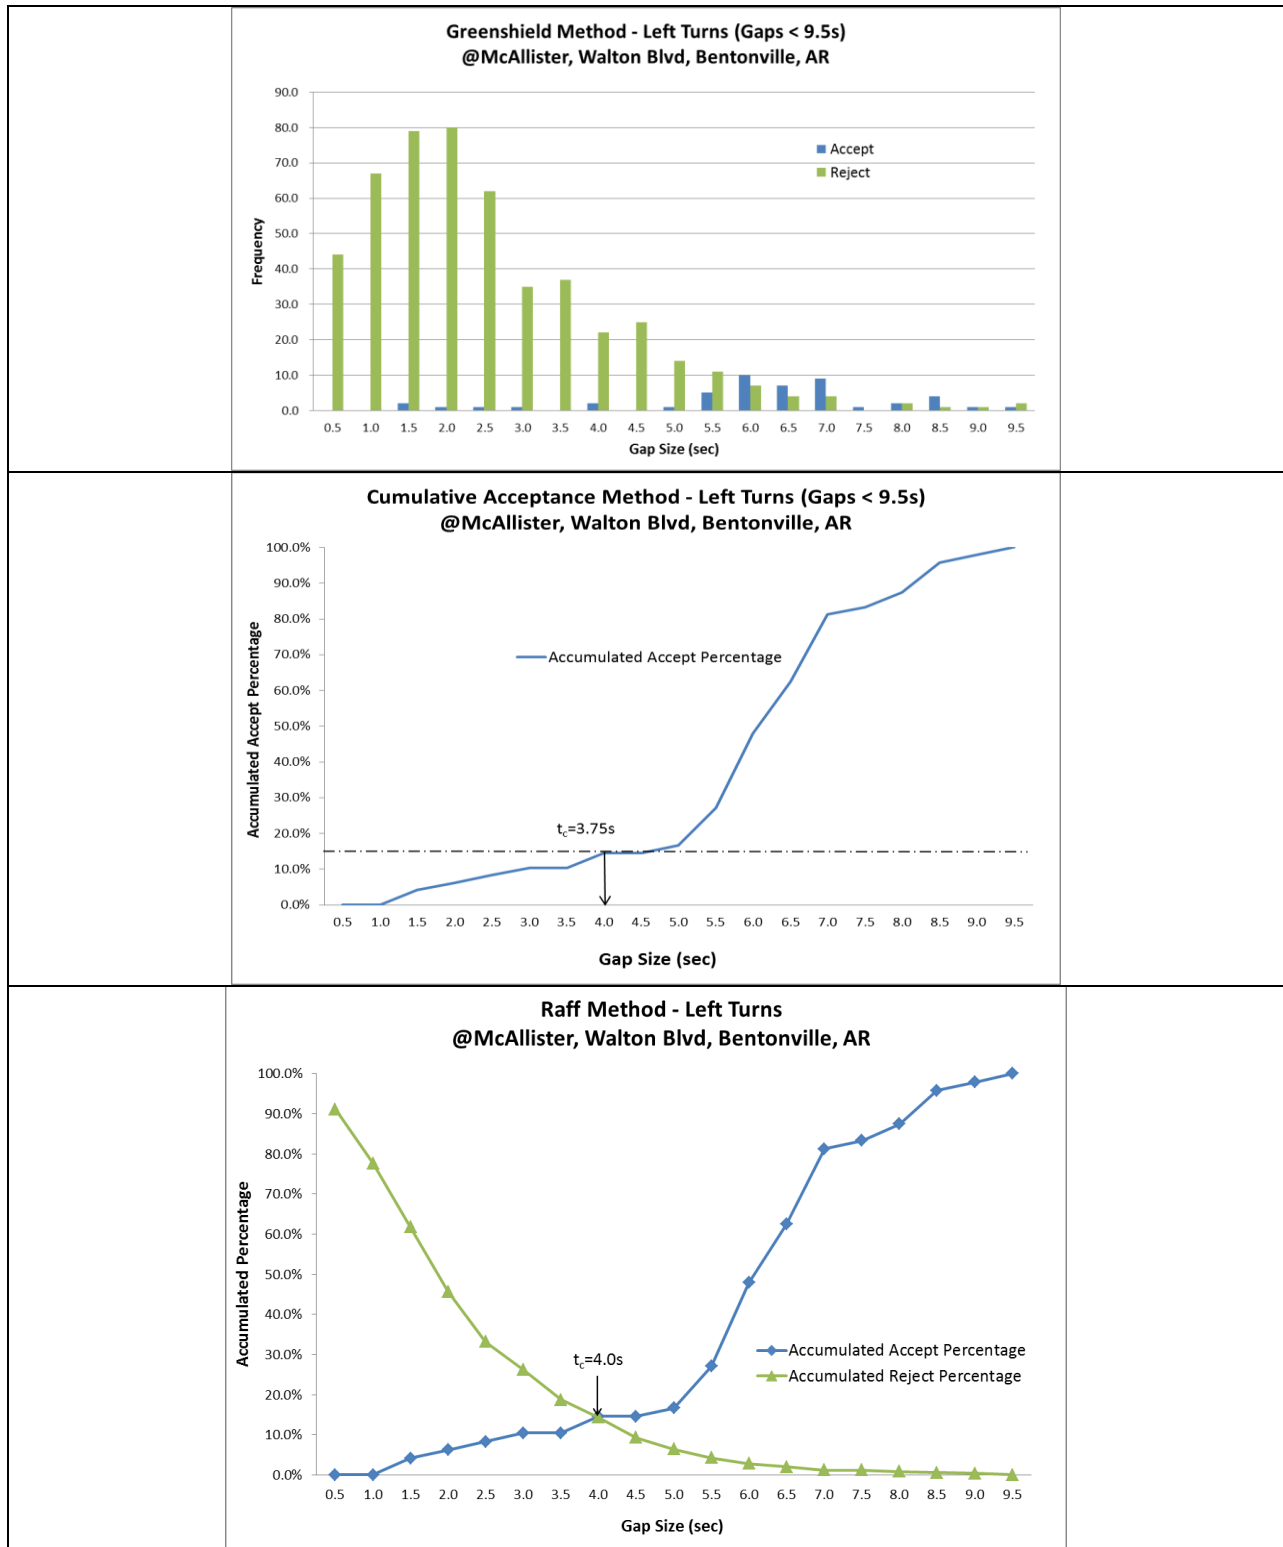 Greenshield Method - Left Turns (Gaps < 9.5s)
@McAllister, Walton Blvd, Bentonville, AR
90.0
80.0
70.0
60.0
50.0
40.0
30.0
20.0
10.0
0.0
Frequency
Accept
Reject
0.5 1.0 1.5 2.0 2.5 3.0 3.5 4.0 4.5 5.0 5.5 6.0 6.5 7.0 7.5 8.0 8.5 9.0 9.5
Gap Size (sec)
Cumulative Acceptance Method - Left Turns (Gaps < 9.5s)
@McAllister, Walton Blvd, Bentonville, AR
100.0%
90.0%
80.0%
70.0%
60.0%
50.0%
40.0%
30.0%
20.0%
10.0%
0.0%
Accumulated Accept Percentage
Accumulated Accept Percentage
tc=3.75s
0.5 1.0 1.5 2.0 2.5 3.0 3.5 4.0 4.5 5.0 5.5 6.0 6.5 7.0 7.5 8.0 8.5 9.0 9.5
Gap Size (sec)
Raff Method - Left Turns
@McAllister, Walton Blvd, Bentonville, AR
100.0%
90.0%
80.0%
70.0%
60.0%
50.0%
40.0%
30.0%
20.0%
10.0%
0.0%
Accumulated Percentage
tc=4.0s
Accumulated Accept Percentage
Accumulated Reject Percentage
0.5 1.0 1.5 2.0 2.5 3.0 3.5 4.0 4.5 5.0 5.5 6.0 6.5 7.0 7.5 8.0 8.5 9.0 9.5
Gap Size (sec)